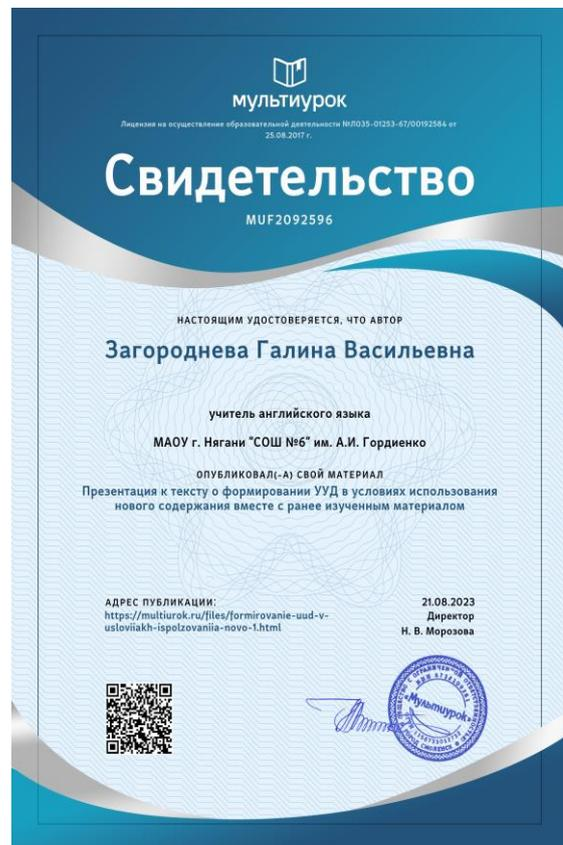 мультиурок
Лицензия на осуществление образовательной деятельности №Л035-01253-67/00192584 от
25.08.2017 г.
Свидетельство
MUF2092596
НАСТОЯЩИМ УДОСТОВЕРЯЕТСЯ, ЧТО АВТОР
Загороднева Галина Васильевна
учитель английского языка
МАОУ г. Нягани "СОШ №6" им. А.И. Гордиенко
ОПУБЛИКОВАЛ(-А) СВОЙ МАТЕРИАЛ
Презентация к тексту о формировании УУД в условиях использования
нового содержания вместе с ранее изученным материалом
АДРЕС ПУБЛИКАЦИИ:
https://multiurok.ru/files/formirovanie-uud-v-
usloviiakh-ispolzovaniia-novo-1.html
21.08.2023
Директор
Н. В. Морозова
«Мультиурок»